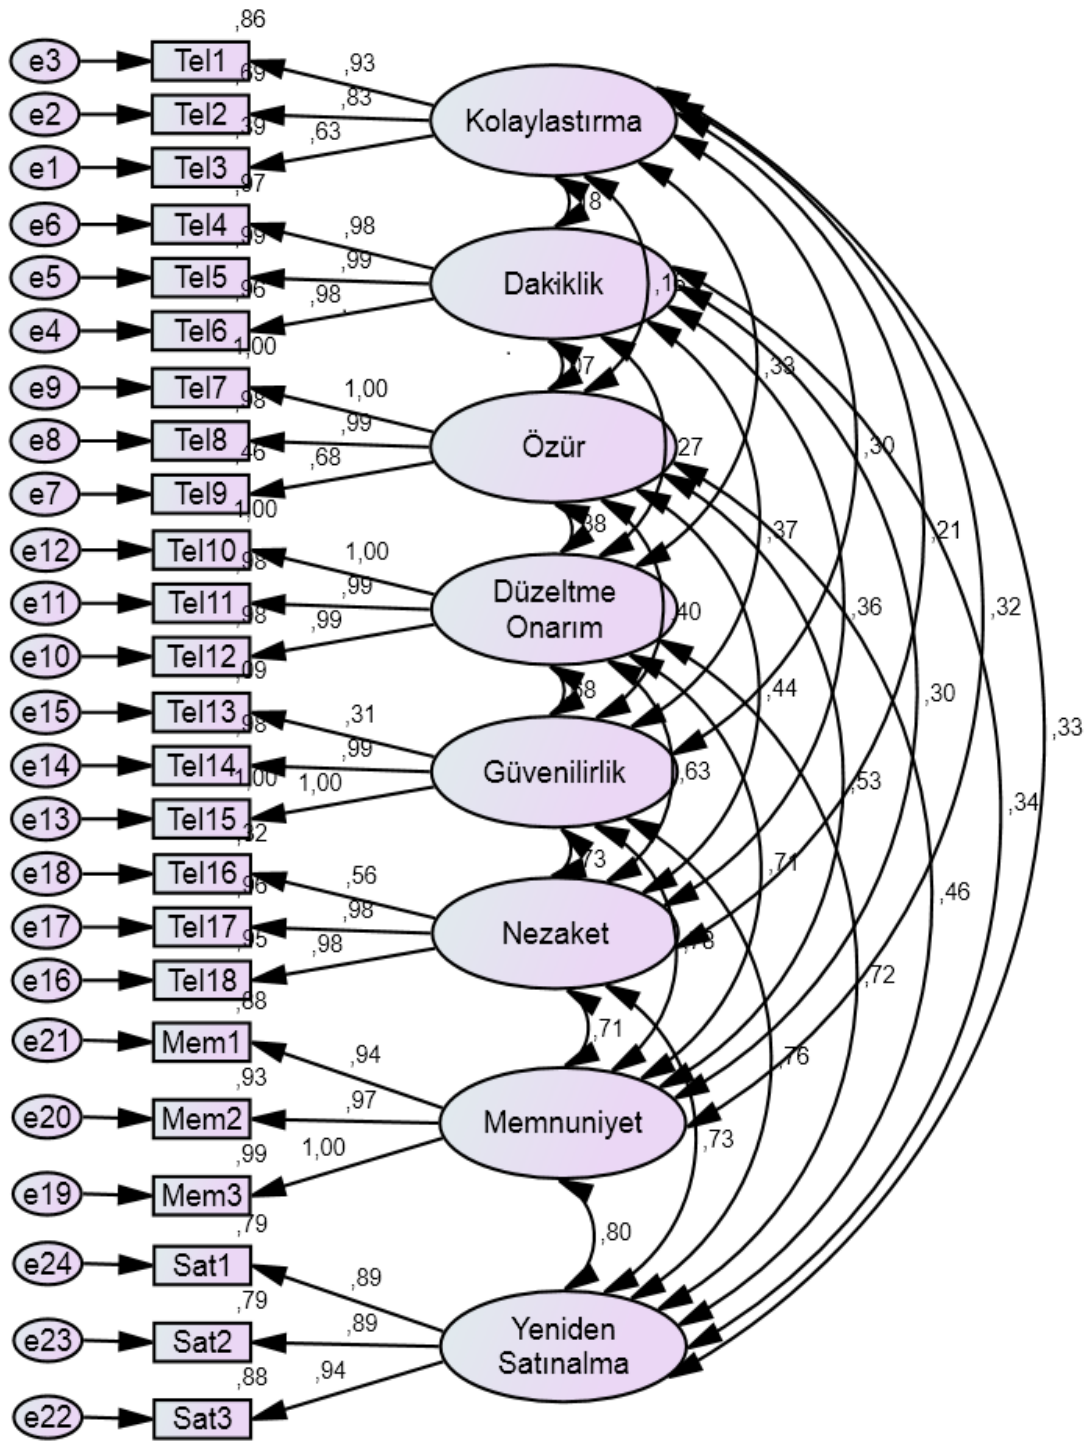 ,86
e3
Tel1
,93
Kolaylastırma
,69
e2
Tel2
,83
,39
e1
Tel3
,63
,97
e6
Tel4
,98
Dakiklik
,99
e5
Tel5
,99
,96
e4
Tel6
,98
1,00
e9
Tel7
1,00
Özür
,98
e8
Tel8
,99
,46
e7
Tel9
,68
1,00
e12
Tel10
1,00
Düzeltme
Onarım
,98
e11
Tel11
,99
,98
e10
Tel12
,99
,09
e15
Tel13
,31
Güvenilirlik
,98
e14
Tel14
,99
1,00
e13
Tel15
1,00
,32
e18
Tel16
,56
Nezaket
,96
e17
Tel17
,98
,95
e16
Tel18
,98
,88
e21
Mem1
,94
Memnuniyet
,93
e20
Mem2
,97
,99
e19
Mem3
1,00
,79
e24
Sat1
,89
Yeniden
Satınalma
,79
e23
Sat2
,89
,88
e22
Sat3
,94
,33
,30
,37
,21
,36
,32
,44
,30
,33
,63
,53
,34
,71
,46
,73
,72
,71
,76
,73
,80